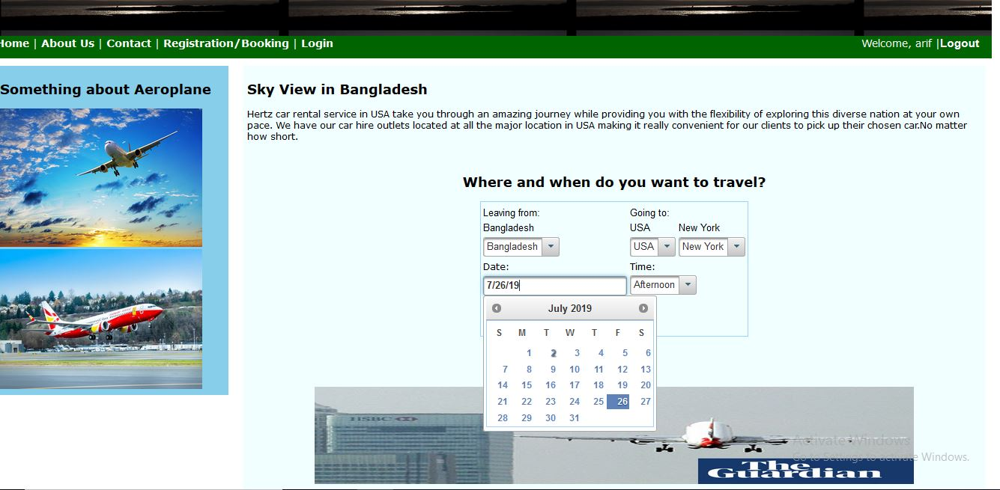 Home | About Us | Contact | Registration/Booking | Login
Welcome, arif |Logout
Something about Aeroplane
Sky View in Bangladesh
Hertz car rental service in USA take you through an amazing journey while providing you with the flexibility of exploring this diverse nation at your own
pace. We have our car hire outlets located at all the major location in USA making it really convenient for our clients to pick up their chosen car.No matter
how short.
Where and when do you want to travel?
Leaving from:
Going to:
Bangladesh
USA
New York
Bangladesh
USA
New York
Date:
Time:
7/26/19
Afternoon
July 2019
S M T W T F S
1 2 3 4 5 6
7 8 9 10 11 12 13
14 15 16 17 18 19 20
21 22 23 24 25 26 27
28 29 30 31
HSBC
The
Guardian
Activate Windows
Go to Settings to activate Windows.